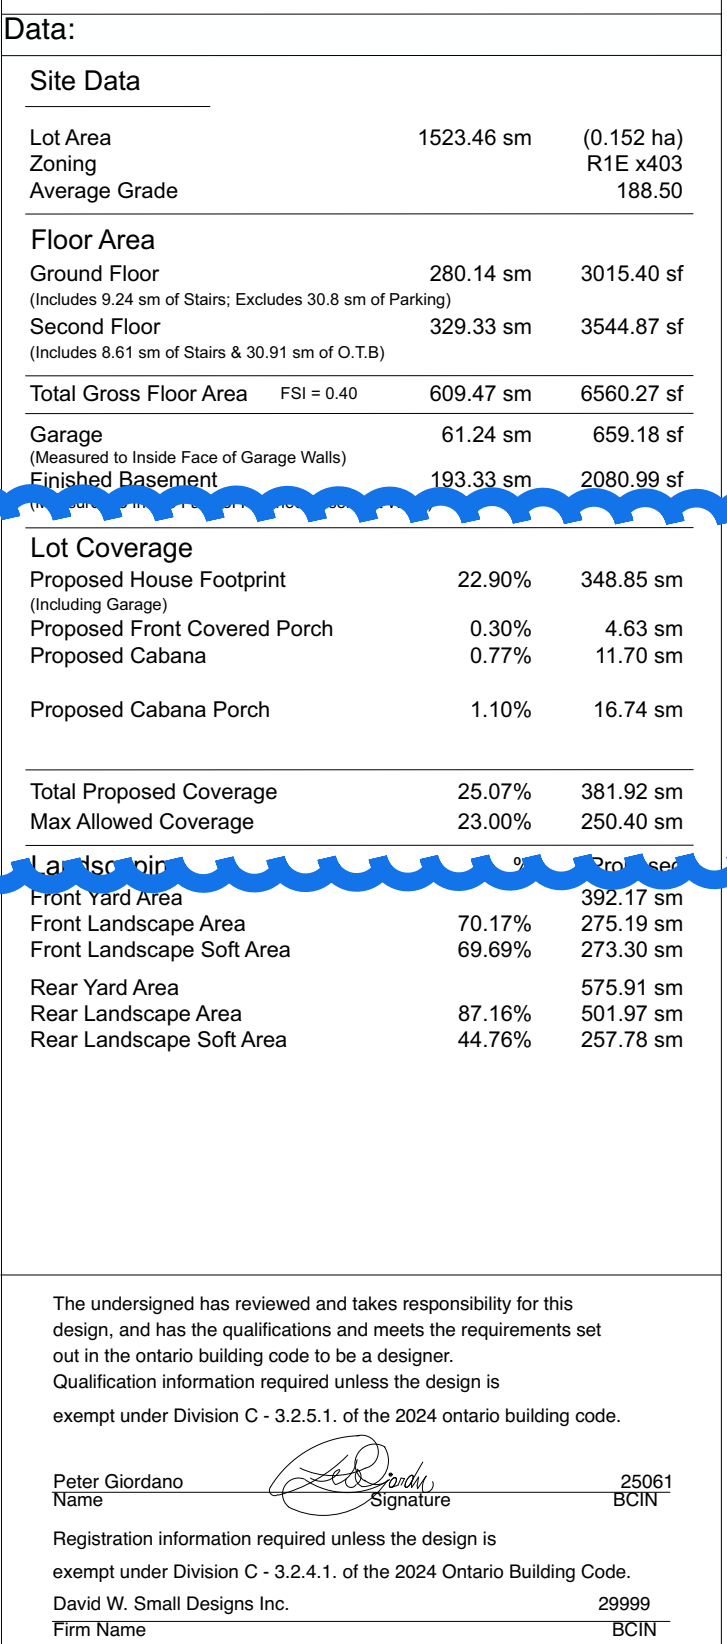 Data:
Site Data
Lot Area 1523.46 sm (0.152 ha)
Zoning R1E x403
Average Grade 188.50
Floor Area
Ground Floor 280.14 sm 3015.40 sf
(Includes 9.24 sm of Stairs; Excludes 30.8 sm of Parking)
Second Floor 329.33 sm 3544.87 sf
(Includes 8.61 sm of Stairs & 30.91 sm of O.T.B)
Total Gross Floor Area FSI = 0.40 609.47 sm 6560.27 sf
Garage 61.24 sm 659.18 sf
(Measured to Inside Face of Garage Walls)
Finished Basement 193.33 sm 2080.99 sf
Lot Coverage
Proposed House Footprint 22.90% 348.85 sm
(Including Garage)
Proposed Front Covered Porch 0.30% 4.63 sm
Proposed Cabana 0.77% 11.70 sm
Proposed Cabana Porch 1.10% 16.74 sm
Total Proposed Coverage 25.07% 381.92 sm
Max Allowed Coverage 23.00% 250.40 sm
Landscaping % Proposed
Front Yard Area 392.17 sm
Front Landscape Area 70.17% 275.19 sm
Front Landscape Soft Area 69.69% 273.30 sm
Rear Yard Area 575.91 sm
Rear Landscape Area 87.16% 501.97 sm
Rear Landscape Soft Area 44.76% 257.78 sm
The undersigned has reviewed and takes responsibility for this
design, and has the qualifications and meets the requirements set
out in the ontario building code to be a designer.
Qualification information required unless the design is
exempt under Division C - 3.2.5.1. of the 2024 ontario building code.
Peter Giordano 25061
Name Signature BCIN
Registration information required unless the design is
exempt under Division C - 3.2.4.1. of the 2024 Ontario Building Code.
David W. Small Designs Inc. 29999
Firm Name BCIN